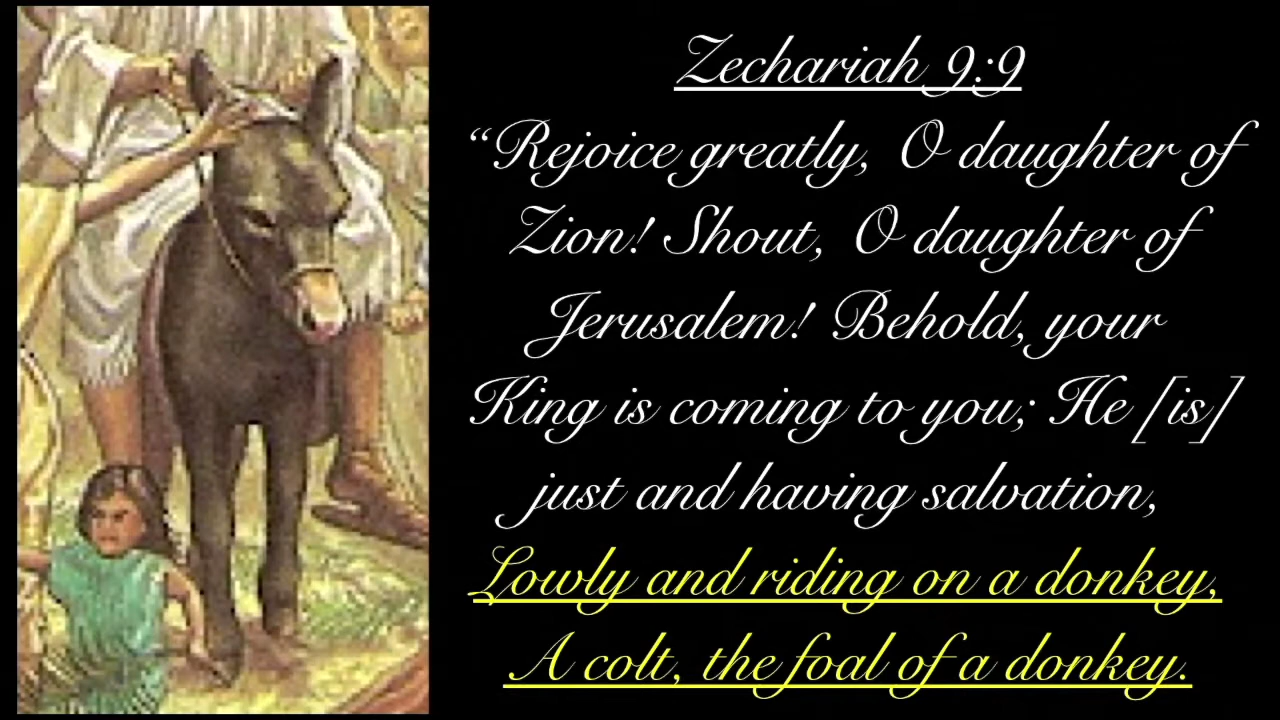 Zechariah 9:9
“Rejoice greatly, O daughter of
Zion! Shout, O daughter of
Jerusalem! Behold, your
King is coming to you; He [is]
just and having salvation,
Lowly and riding on a donkey,
A colt, the foal of a donkey.